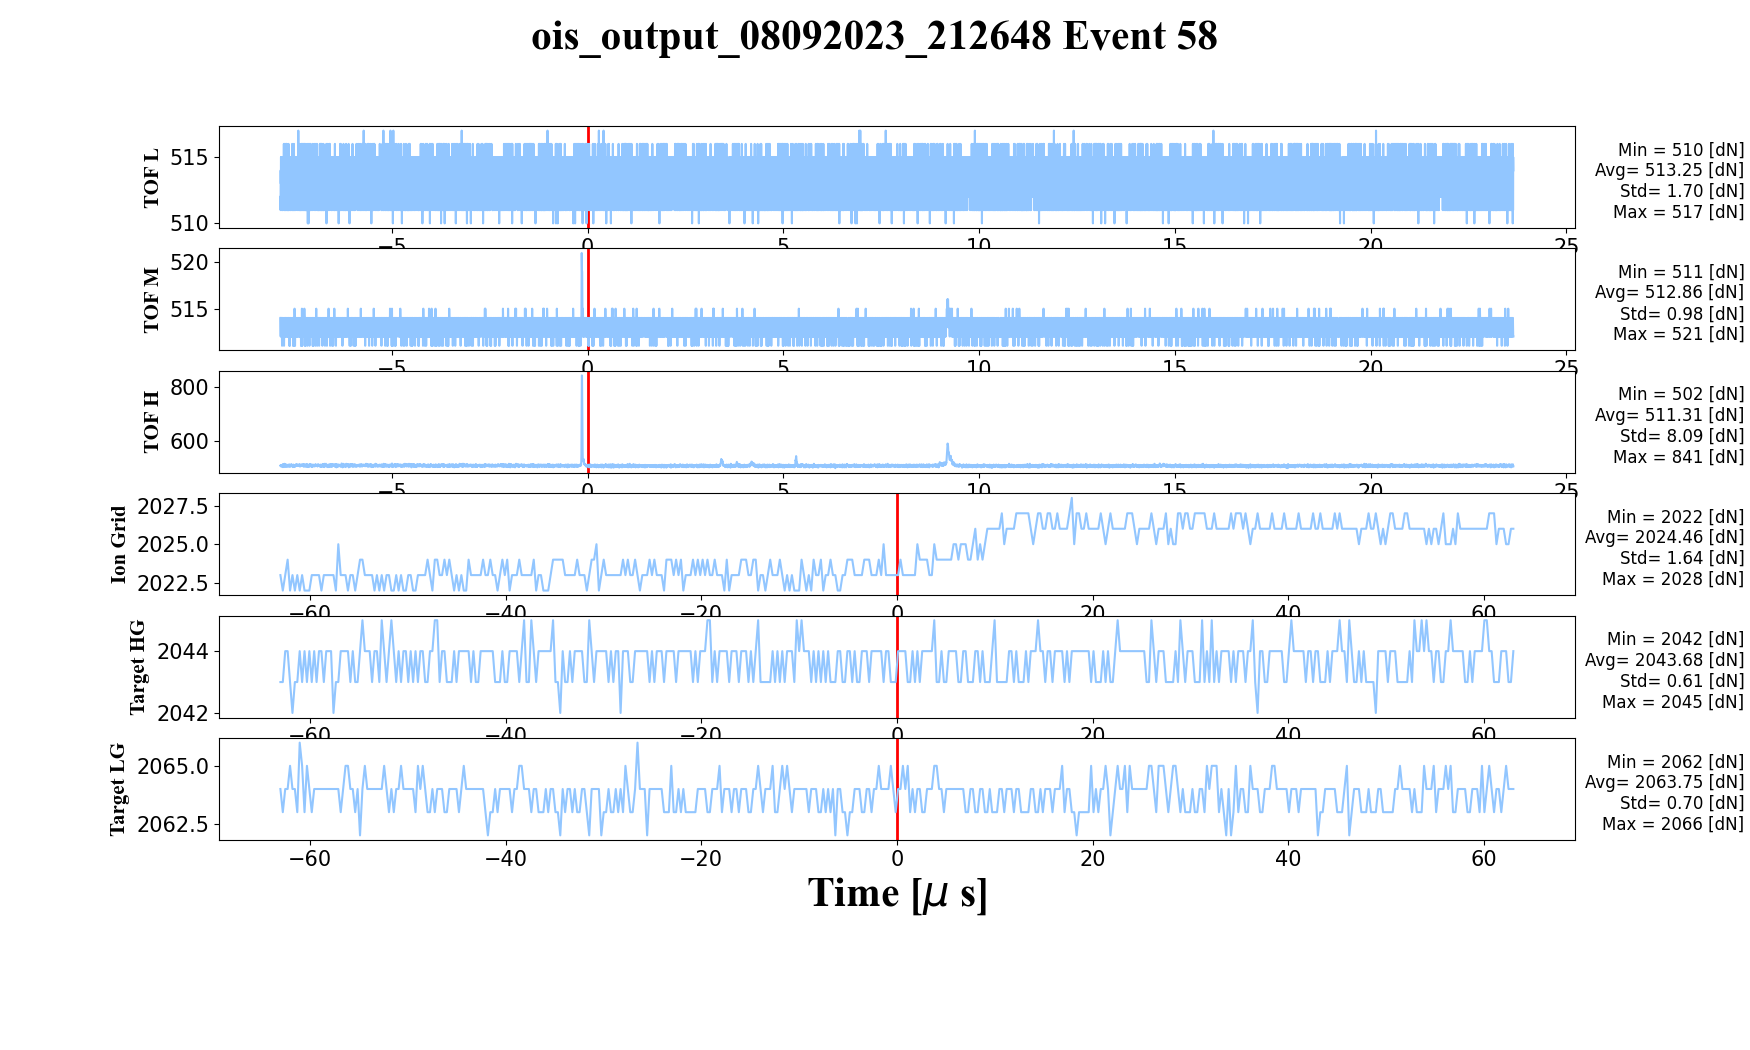 ois_output_08092023_212648 Event 58
TOF L
515
510
−5
0
5
10
15
20
25
Min = 510 [dN]
Avg= 513.25 [dN]
Std= 1.70 [dN]
Max = 517 [dN]
TOF M
520
515
−5
0
5
10
15
20
25
Min = 511 [dN]
Avg= 512.86 [dN]
Std= 0.98 [dN]
Max = 521 [dN]
TOF H
800
600
−5
0
5
10
15
20
25
Min = 502 [dN]
Avg= 511.31 [dN]
Std= 8.09 [dN]
Max = 841 [dN]
Ion Grid
2027.5
2025.0
2022.5
−60
−40
−20
0
20
40
60
Min = 2022 [dN]
Avg= 2024.46 [dN]
Std= 1.64 [dN]
Max = 2028 [dN]
Target HG
2044
2042
−60
−40
−20
0
20
40
60
Min = 2042 [dN]
Avg= 2043.68 [dN]
Std= 0.61 [dN]
Max = 2045 [dN]
Target LG
2065.0
2062.5
−60
−40
−20
0
20
40
60
Min = 2062 [dN]
Avg= 2063.75 [dN]
Std= 0.70 [dN]
Max = 2066 [dN]
Time [μ s]